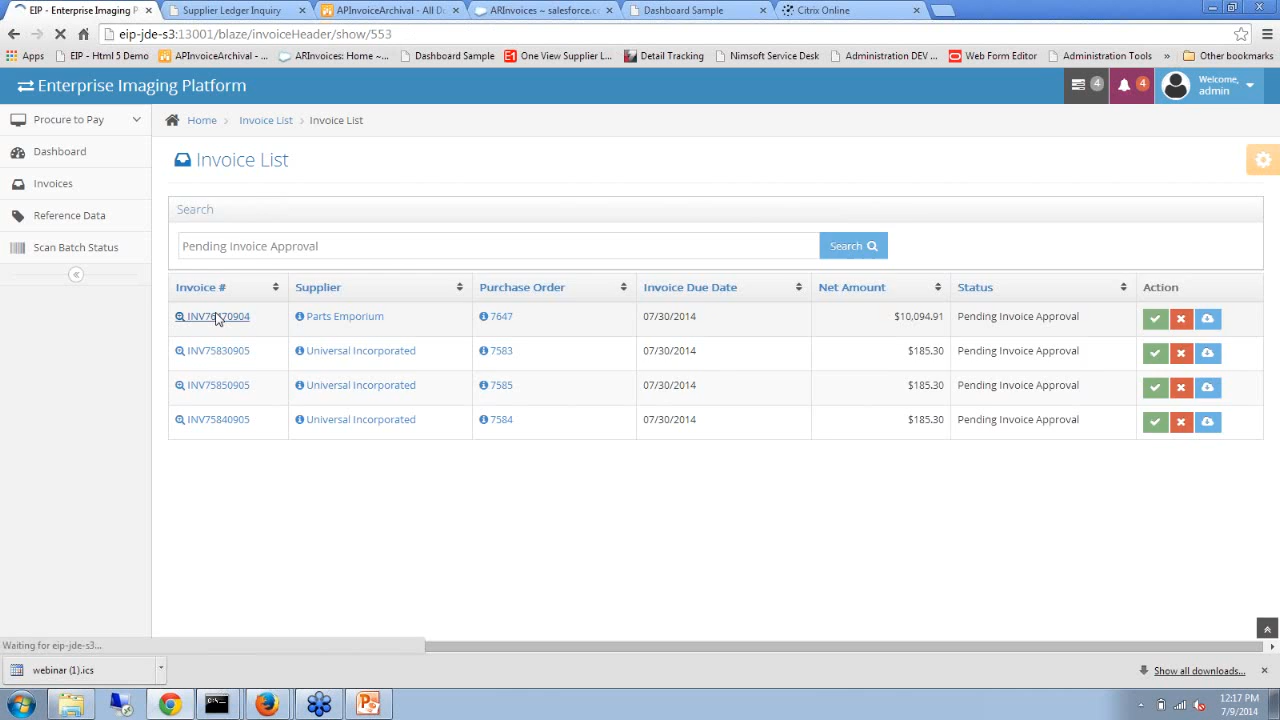 EIP - Enterprise Imaging P
Supplier Ledger Inquiry
APInvoiceArchival - All Do
ARInvoices ~ salesforce.co
Dashboard Sample
Citrix Online
eip-jde-s3:13001/blaze/invoiceHeader/show/553
Apps
EIP - Html 5 Demo
APInvoiceArchival - ...
ARInvoices: Home ~...
Dashboard Sample
One View Supplier L...
Detail Tracking
Nimsoft Service Desk
Administration DEV ...
Web Form Editor
Administration Tools
»
Other bookmarks
Enterprise Imaging Platform
4
4
Welcome,
admin
Procure to Pay
Dashboard
Invoices
Reference Data
Scan Batch Status
Home > Invoice List > Invoice List
Invoice List
Search
Pending Invoice Approval
Search
Invoice # Supplier Purchase Order Invoice Due Date Net Amount Status Action
INV76470904 Parts Emporium 7647 07/30/2014 $10,094.91 Pending Invoice Approval
INV75830905 Universal Incorporated 7583 07/30/2014 $185.30 Pending Invoice Approval
INV75850905 Universal Incorporated 7585 07/30/2014 $185.30 Pending Invoice Approval
INV75840905 Universal Incorporated 7584 07/30/2014 $185.30 Pending Invoice Approval
Waiting for eip-jde-s3...
webinar (1).ics
Show all downloads...
12:17 PM
7/9/2014